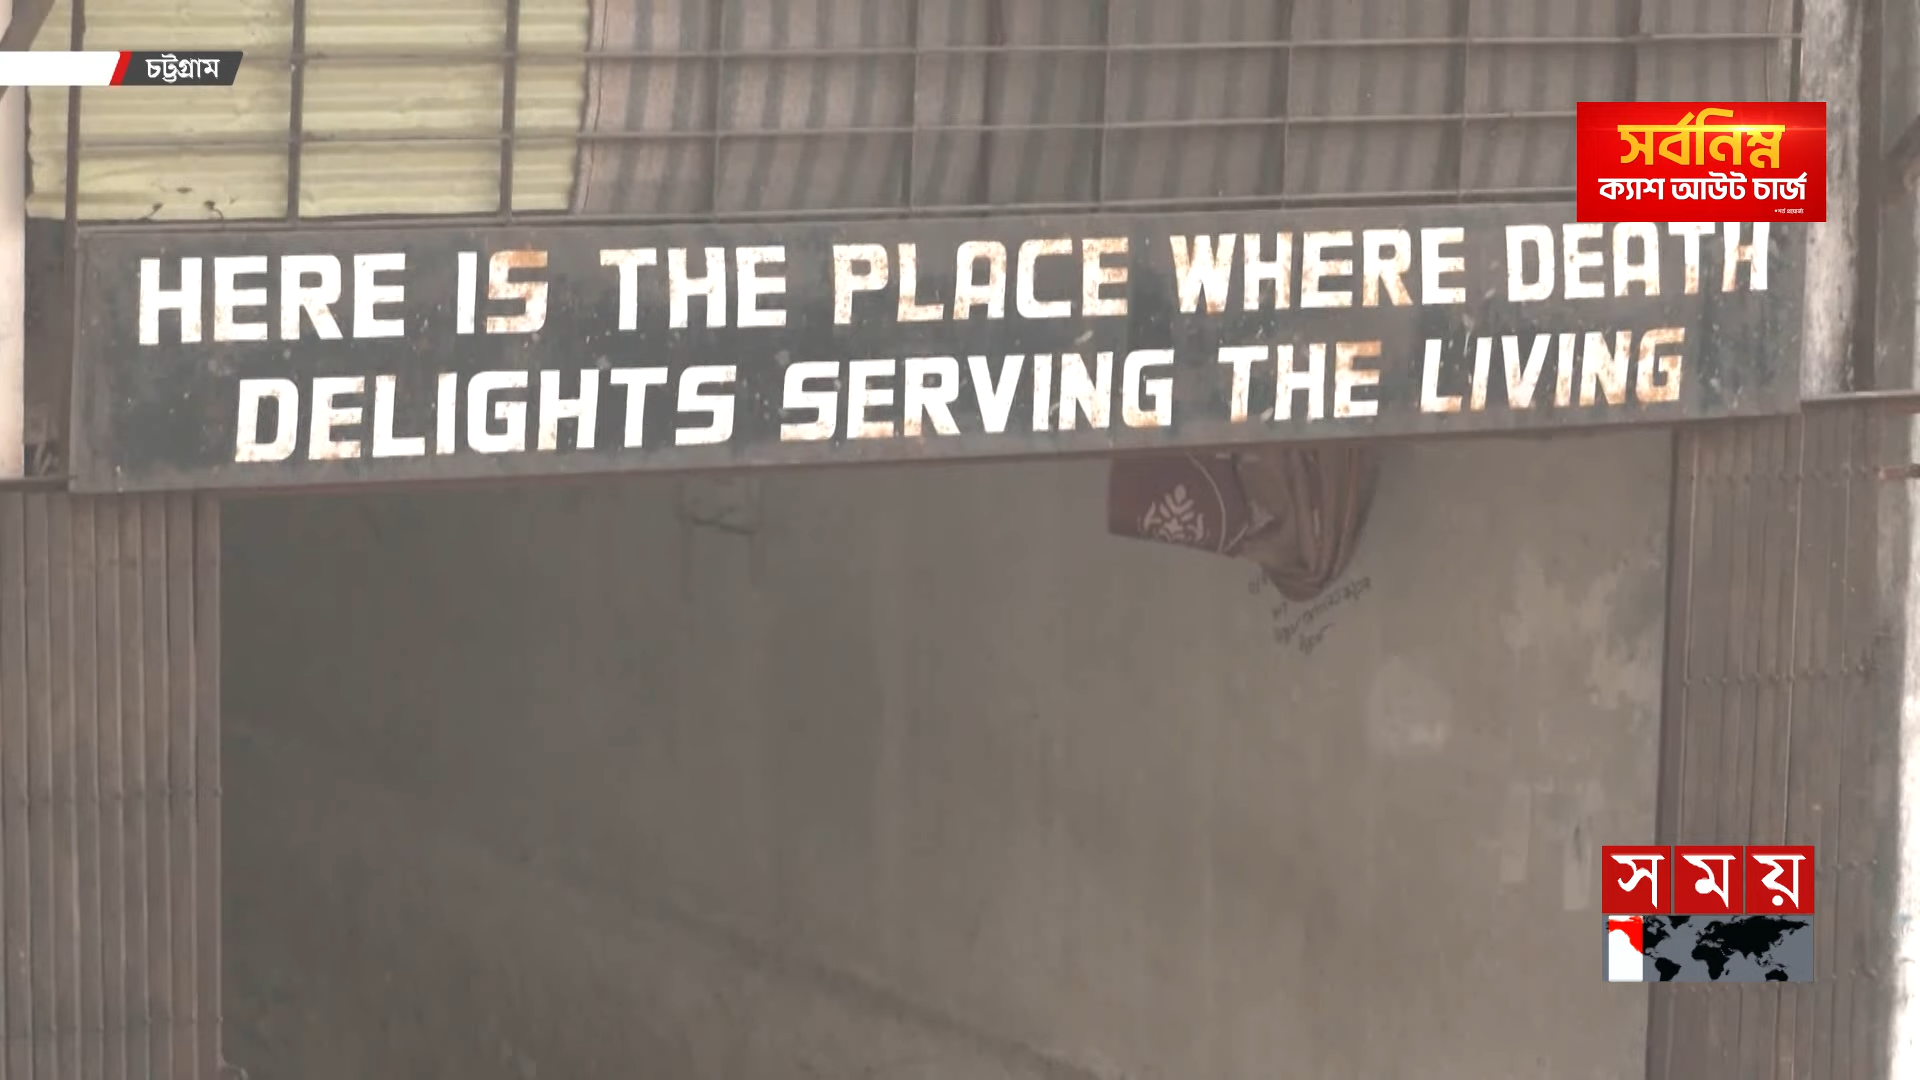 চট্টগ্রাম
সর্বনিম্ন
ক্যাশ আউট চার্জ
HERE IS THE PLACE WHERE DEATH
DELIGHTS SERVING THE LIVING
সময়